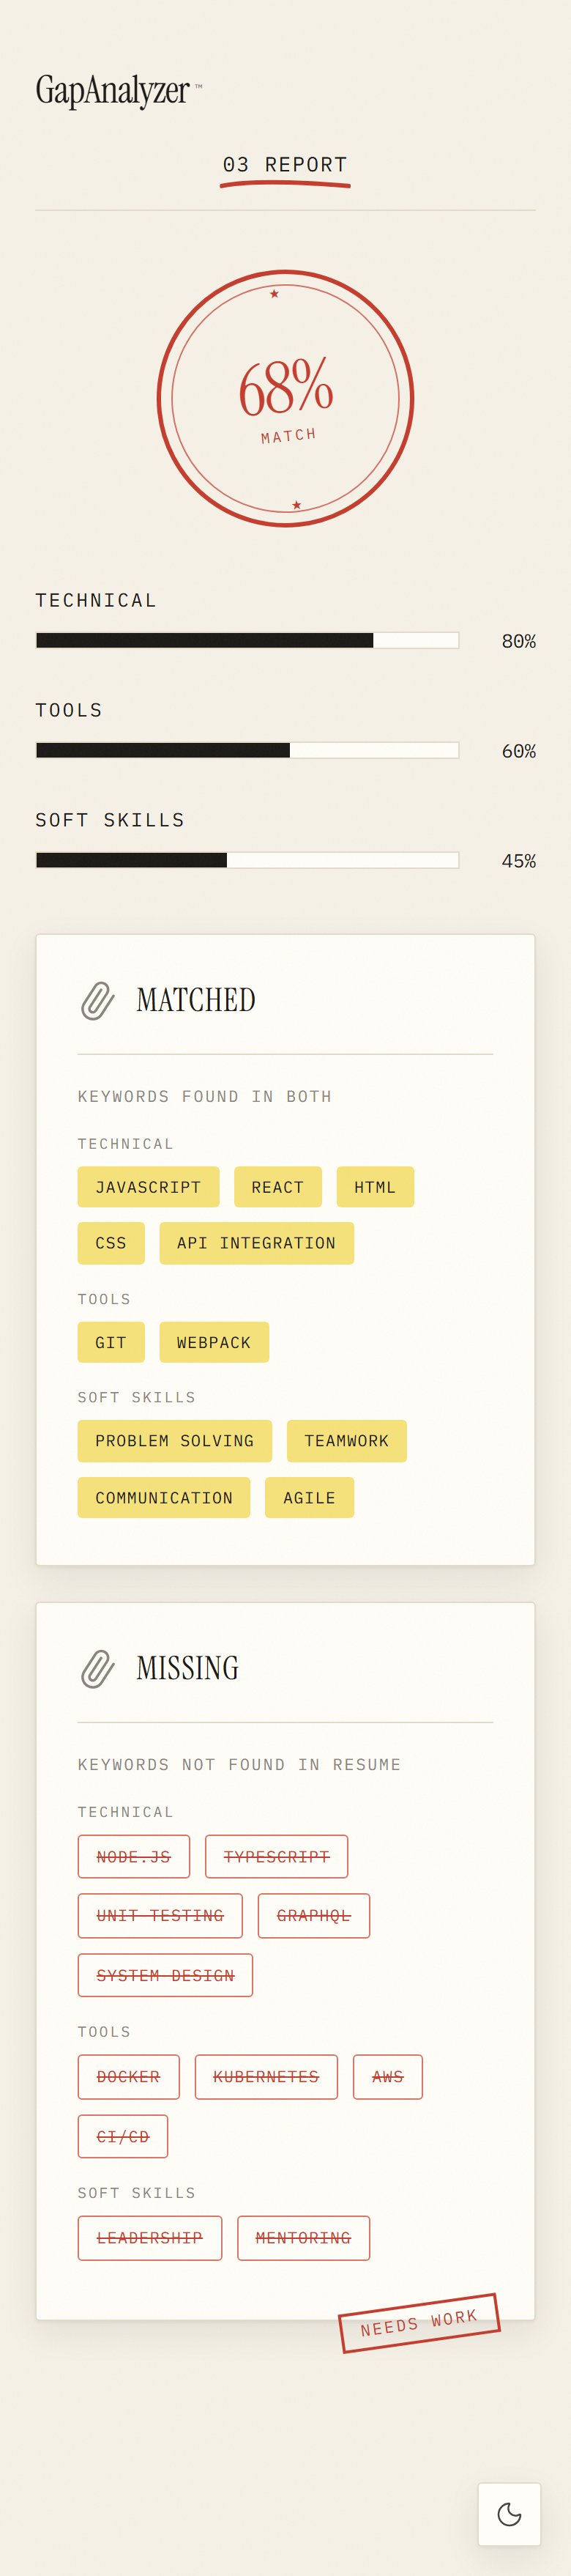 GapAnalyzer ™
03 REPORT
★
68%
MATCH
★
TECHNICAL
80%
TOOLS
60%
SOFT SKILLS
45%
MATCHED
KEYWORDS FOUND IN BOTH
TECHNICAL
JAVASCRIPT REACT HTML
CSS API INTEGRATION
TOOLS
GIT WEBPACK
SOFT SKILLS
PROBLEM SOLVING TEAMWORK
COMMUNICATION AGILE
MISSING
KEYWORDS NOT FOUND IN RESUME
TECHNICAL
NODE.JS TYPESCRIPT
UNIT TESTING GRAPHQL
SYSTEM DESIGN
TOOLS
DOCKER KUBERNETES AWS
CI/CD
SOFT SKILLS
LEADERSHIP MENTORING
NEEDS WORK